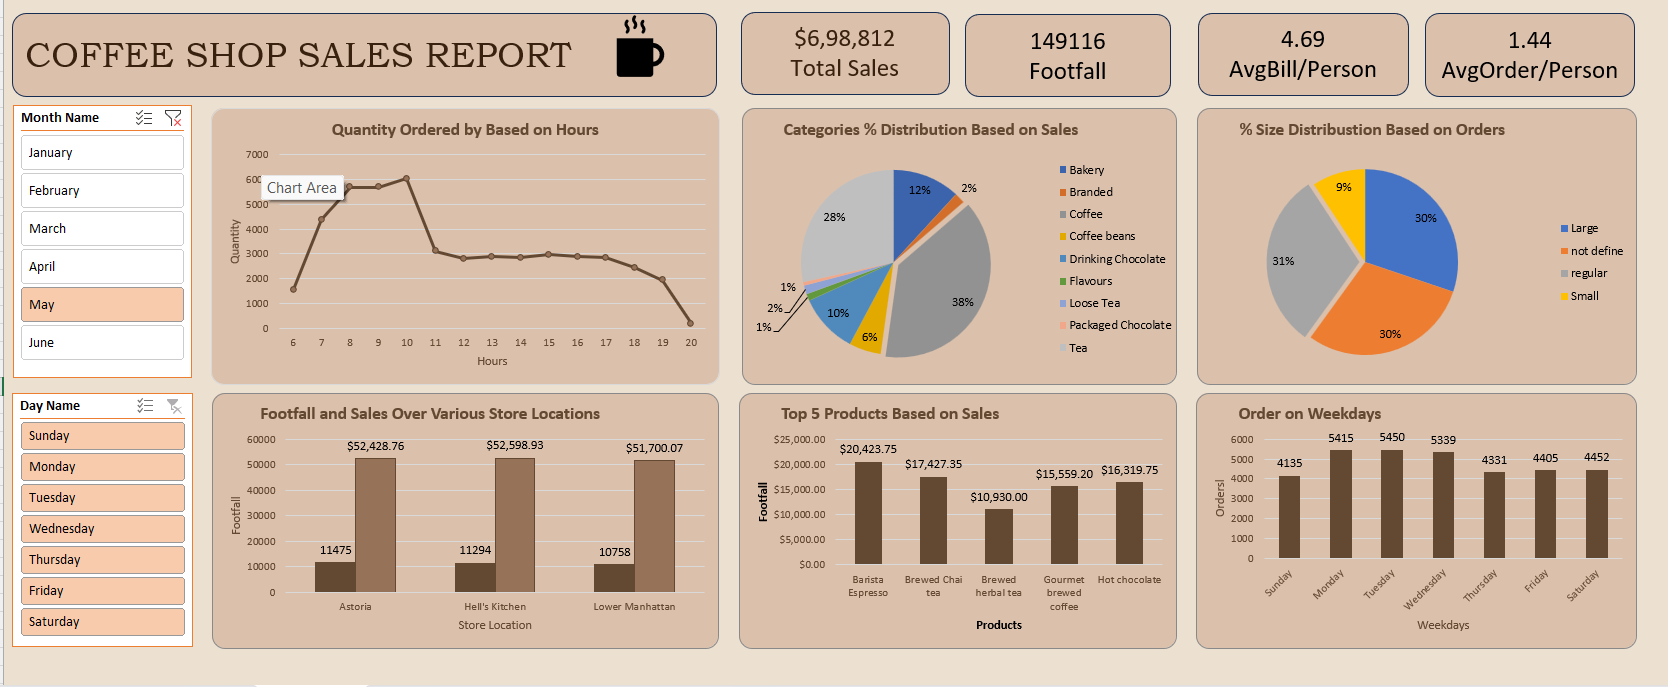 COFFEE SHOP SALES REPORT
$6,98,812
Total Sales
149116
Footfall
4.69
AvgBill/Person
1.44
AvgOrder/Person
Month Name
January
February
March
April
May
June
Quantity Ordered by Based on Hours
7000
600
5000
4000
3000
2000
1000
0
Quantity
Chart Area
6 7 8 9 10 11 12 13 14 15 16 17 18 19 20
Hours
Categories % Distribution Based on Sales
12%
2%
38%
6%
10%
1%
2%
1%
28%
Bakery
Branded
Coffee
Coffee beans
Drinking Chocolate
Flavours
Loose Tea
Packaged Chocolate
Tea
% Size Distribustion Based on Orders
30%
30%
31%
9%
Large
not define
regular
Small
Day Name
Sunday
Monday
Tuesday
Wednesday
Thursday
Friday
Saturday
Footfall and Sales Over Various Store Locations
60000
50000
40000
30000
20000
10000
0
Footfall
$52,428.76
$52,598.93
$51,700.07
11475
11294
10758
Astoria
Hell's Kitchen
Lower Manhattan
Store Location
Top 5 Products Based on Sales
$25,000.00
$20,000.00
$15,000.00
$10,000.00
$5,000.00
$0.00
Footfall
$20,423.75
$17,427.35
$10,930.00
$15,559.20
$16,319.75
Barista
Espresso
Brewed Chai
tea
Brewed
herbal tea
Gourmet
brewed
coffee
Hot chocolate
Products
Order on Weekdays
6000
5000
4000
3000
2000
1000
0
Orders!
4135
5415
5450
5339
4331
4405
4452
Sunday
Monday
Tuesday
Wednesday
Thursday
Friday
Saturday
Weekdays